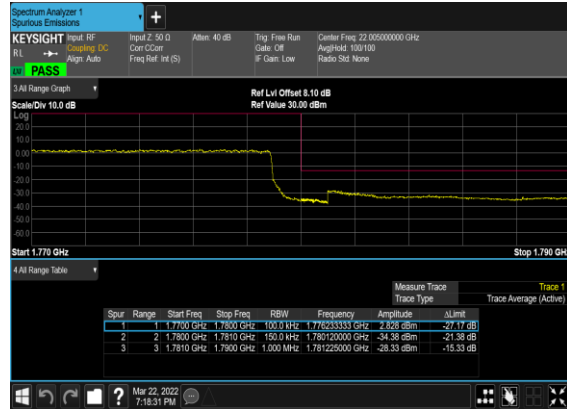 Spectrum Analyzer 1
Spurious Emissions
KEYSIGHT Input: RF Input Z: 50 Ω Atten: 40 dB Trig: Free Run Center Freq: 22.005000000 GHz
RL Coupling: DC Corr CCorr Gate: Off Avg|Hold: 100/100
Align: Auto Freq Ref: Int (S) IF Gain: Low Radio Std: None
PASS
3 All Range Graph
Ref Lvl Offset 8.10 dB
Scale/Div 10.0 dB Ref Value 30.00 dBm
Log
20.0
10.0
0.00
-10.0
-20.0
-30.0
-40.0
-50.0
-60.0
Start 1.770 GHz Stop 1.790 GH
4 All Range Table
Measure Trace Trace 1
Trace Type Trace Average (Active)
Spur Range Start Freq Stop Freq RBW Frequency Amplitude ΔLimit
1 1 1.7700 GHz 1.7800 GHz 100.0 kHz 1.776233333 GHz 2.828 dBm -27.17 dB
2 2 1.7800 GHz 1.7810 GHz 150.0 kHz 1.780120000 GHz -34.38 dBm -21.38 dB
3 3 1.7810 GHz 1.7900 GHz 1.000 MHz 1.781225000 GHz -28.33 dBm -15.33 dB
?
Mar 22, 2022
7:18:31 PM